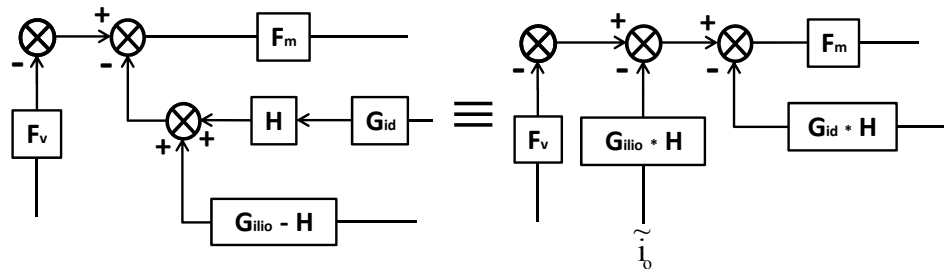 + +
- - Fm - - - Fm
+ H Gid ≡
Fv + Fv Gilio * H Gid * H
Gilio - H
ĩo